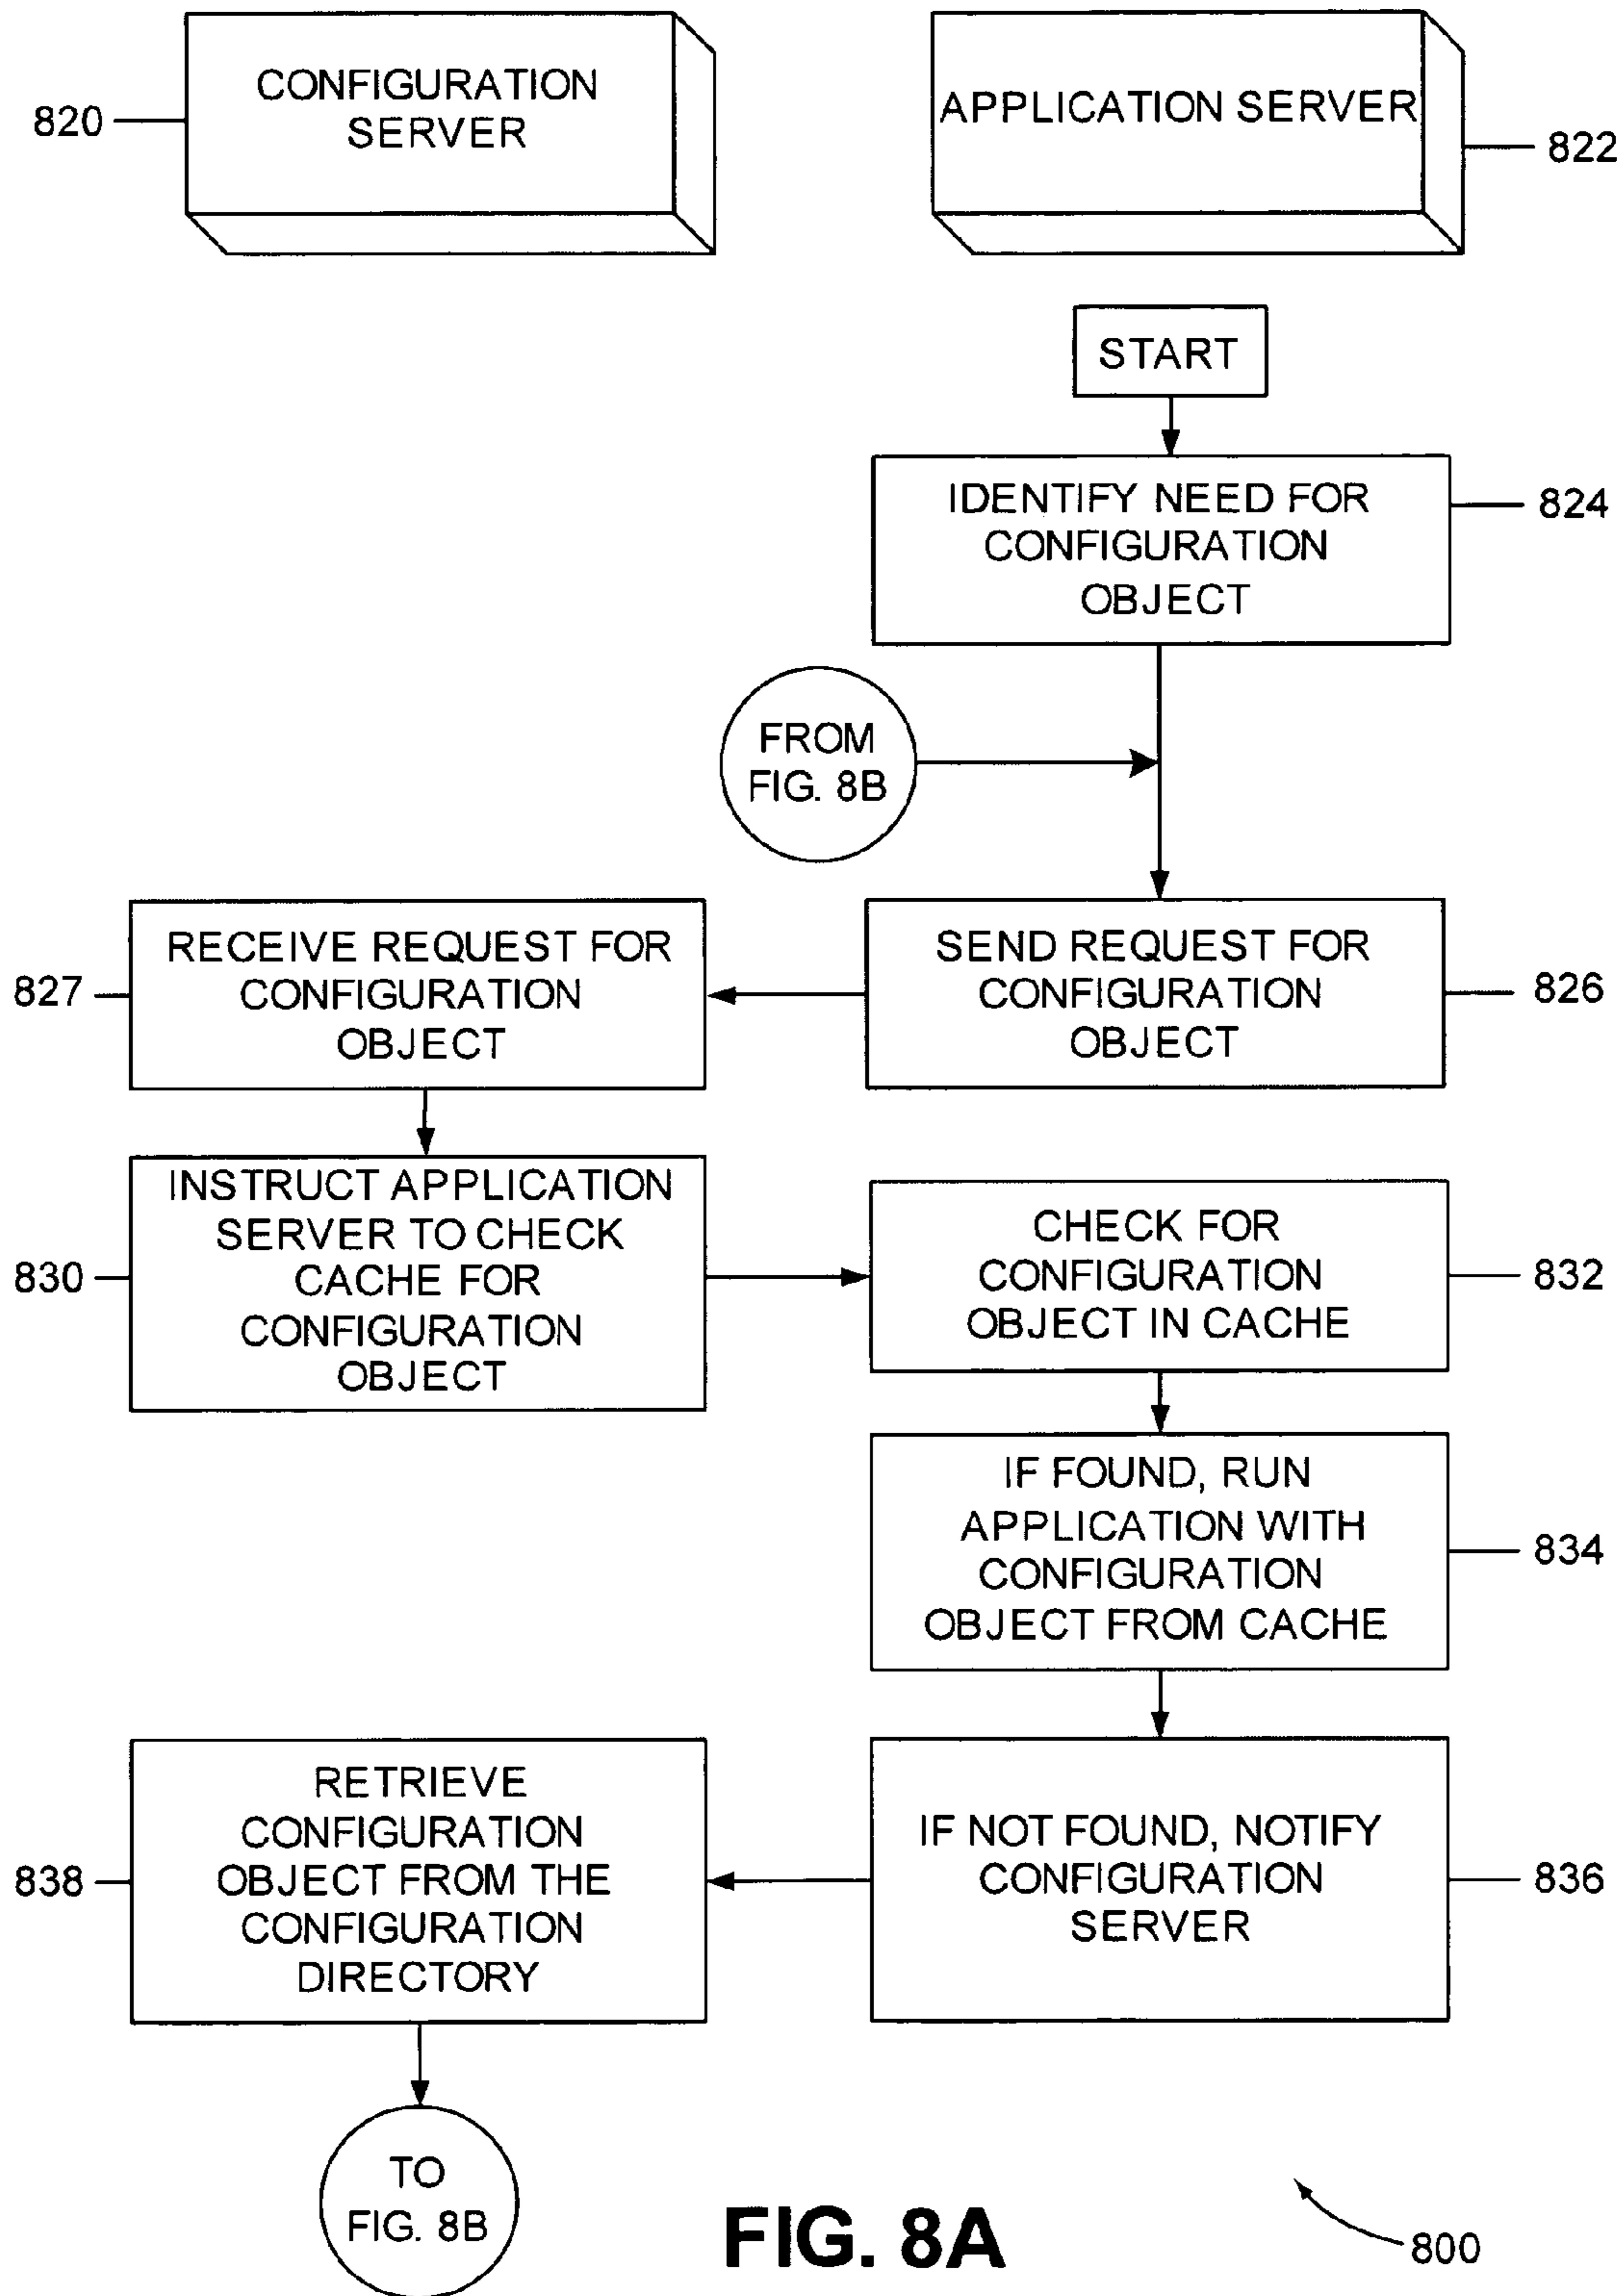 CONFIGURATION
SERVER
820
APPLICATION SERVER
822
START
IDENTIFY NEED FOR
CONFIGURATION
OBJECT
824
FROM
FIG. 8B
RECEIVE REQUEST FOR
CONFIGURATION
OBJECT
827
SEND REQUEST FOR
CONFIGURATION
OBJECT
826
INSTRUCT APPLICATION
SERVER TO CHECK
CACHE FOR
CONFIGURATION
OBJECT
830
CHECK FOR
CONFIGURATION
OBJECT IN CACHE
832
IF FOUND, RUN
APPLICATION WITH
CONFIGURATION
OBJECT FROM CACHE
834
RETRIEVE
CONFIGURATION
OBJECT FROM THE
CONFIGURATION
DIRECTORY
838
IF NOT FOUND, NOTIFY
CONFIGURATION
SERVER
836
TO
FIG. 8B
FIG. 8A
800